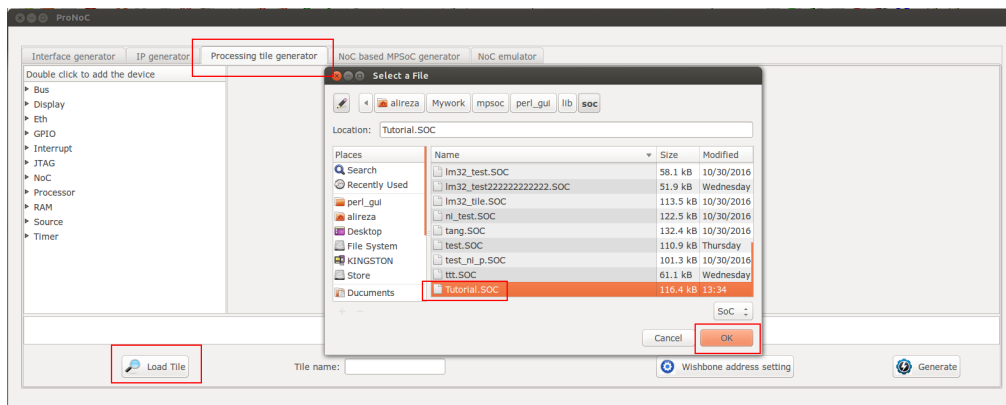 ProNoC
Interface generator IP generator Processing tile generator NoC based MPSoC generator NoC emulator
Double click to add the device
Bus
Display
Eth
GPIO
Interrupt
JTAG
NoC
Processor
RAM
Source
Timer
Select a File
alireza Mywork mpsoc perl_gui lib soc
Location: Tutorial.SOC
Places
Search
Recently Used
perl_gui
alireza
Desktop
File System
KINGSTON
Store
Ducuments
Name Size Modified
lm32_test.SOC 58.1 kB 10/30/2016
lm32_test222222222222.SOC 51.9 kB Wednesday
lm32_tile.SOC 113.5 kB 10/30/2016
ni_test.SOC 122.5 kB 10/30/2016
tang.SOC 132.4 kB 10/30/2016
test.SOC 110.9 kB Thursday
test_ni_p.SOC 101.3 kB 10/30/2016
ttt.SOC 61.1 kB Wednesday
Tutorial.SOC 116.4 kB 13:34
SoC
Cancel OK
Load Tile Tile name: Wishbone address setting Generate